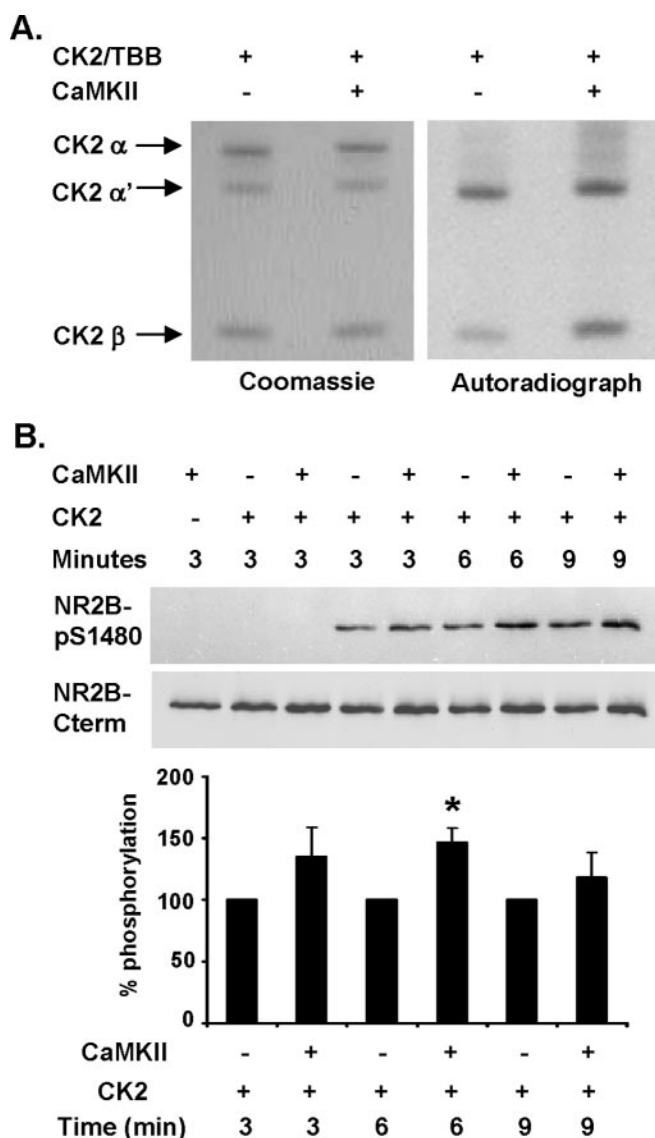 A.
CK2/TBB + + + +
CaMKII - + - +
CK2 α
CK2 α'
CK2 β
Coomassie Autoradiograph
B.
CaMKII + - + - + - + - +
CK2 - + + + + + + + +
Minutes 3 3 3 3 3 6 6 9 9
NR2B-
pS1480
NR2B-
Cterm
% phosphorylation
200
150
100
50
0
*
CaMKII - + - + - +
CK2 + + + + + +
Time (min) 3 3 6 6 9 9